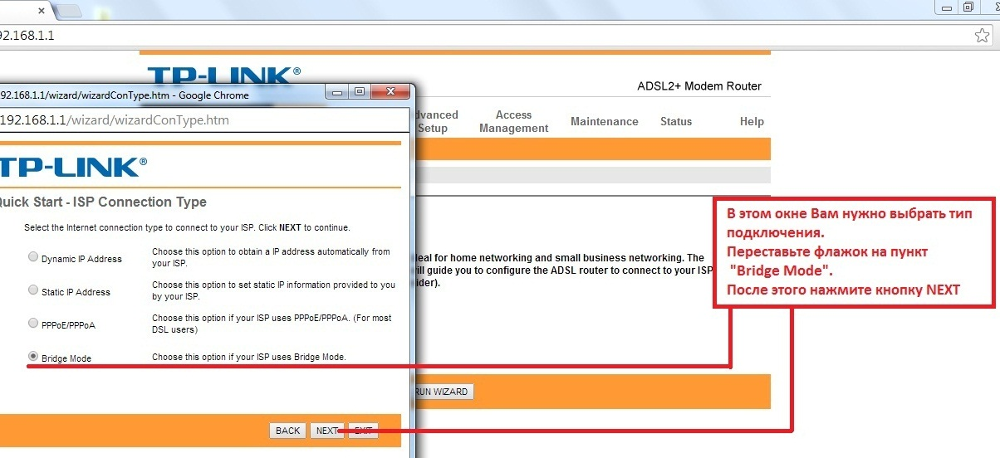 92.168.1.1
TP-LINK®
ADSL2+ Modem Router
92.168.1.1/wizard/wizardConType.htm - Google Chrome
192.168.1.1/wizard/wizardConType.htm
Setup
Access
Management
Maintenance
Status
Help
TP-LINK®
Quick Start - ISP Connection Type
Select the Internet connection type to connect to your ISP. Click NEXT to continue.
Dynamic IP Address
Choose this option to obtain a IP address automatically from
your ISP.
Static IP Address
Choose this option to set static IP information provided to you
by your ISP.
PPPoE/PPPoA
Choose this option if your ISP uses PPPoE/PPPoA. (For most
DSL users)
Bridge Mode
Choose this option if your ISP uses Bridge Mode.
for home networking and small business networking. The
guide you to configure the ADSL router to connect to your ISP
В этом окне Вам нужно выбрать тип
подключения.
Переставьте флажок на пункт
"Bridge Mode".
После этого нажмите кнопку NEXT
RUN WIZARD
BACK
NEXT
EXIT